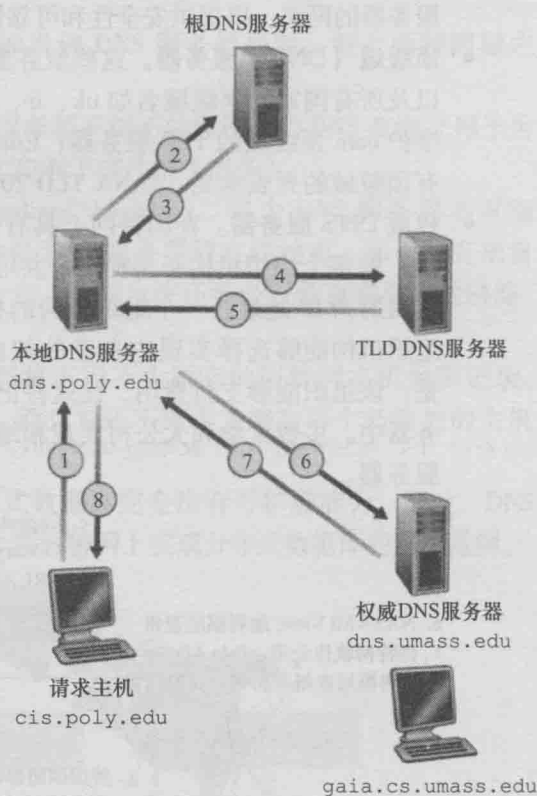 根DNS服务器
2
3
4
5
本地DNS服务器
dns.poly.edu
TLD DNS服务器
1
8
7
6
权威DNS服务器
dns.umass.edu
请求主机
cis.poly.edu
gaia.cs.umass.edu